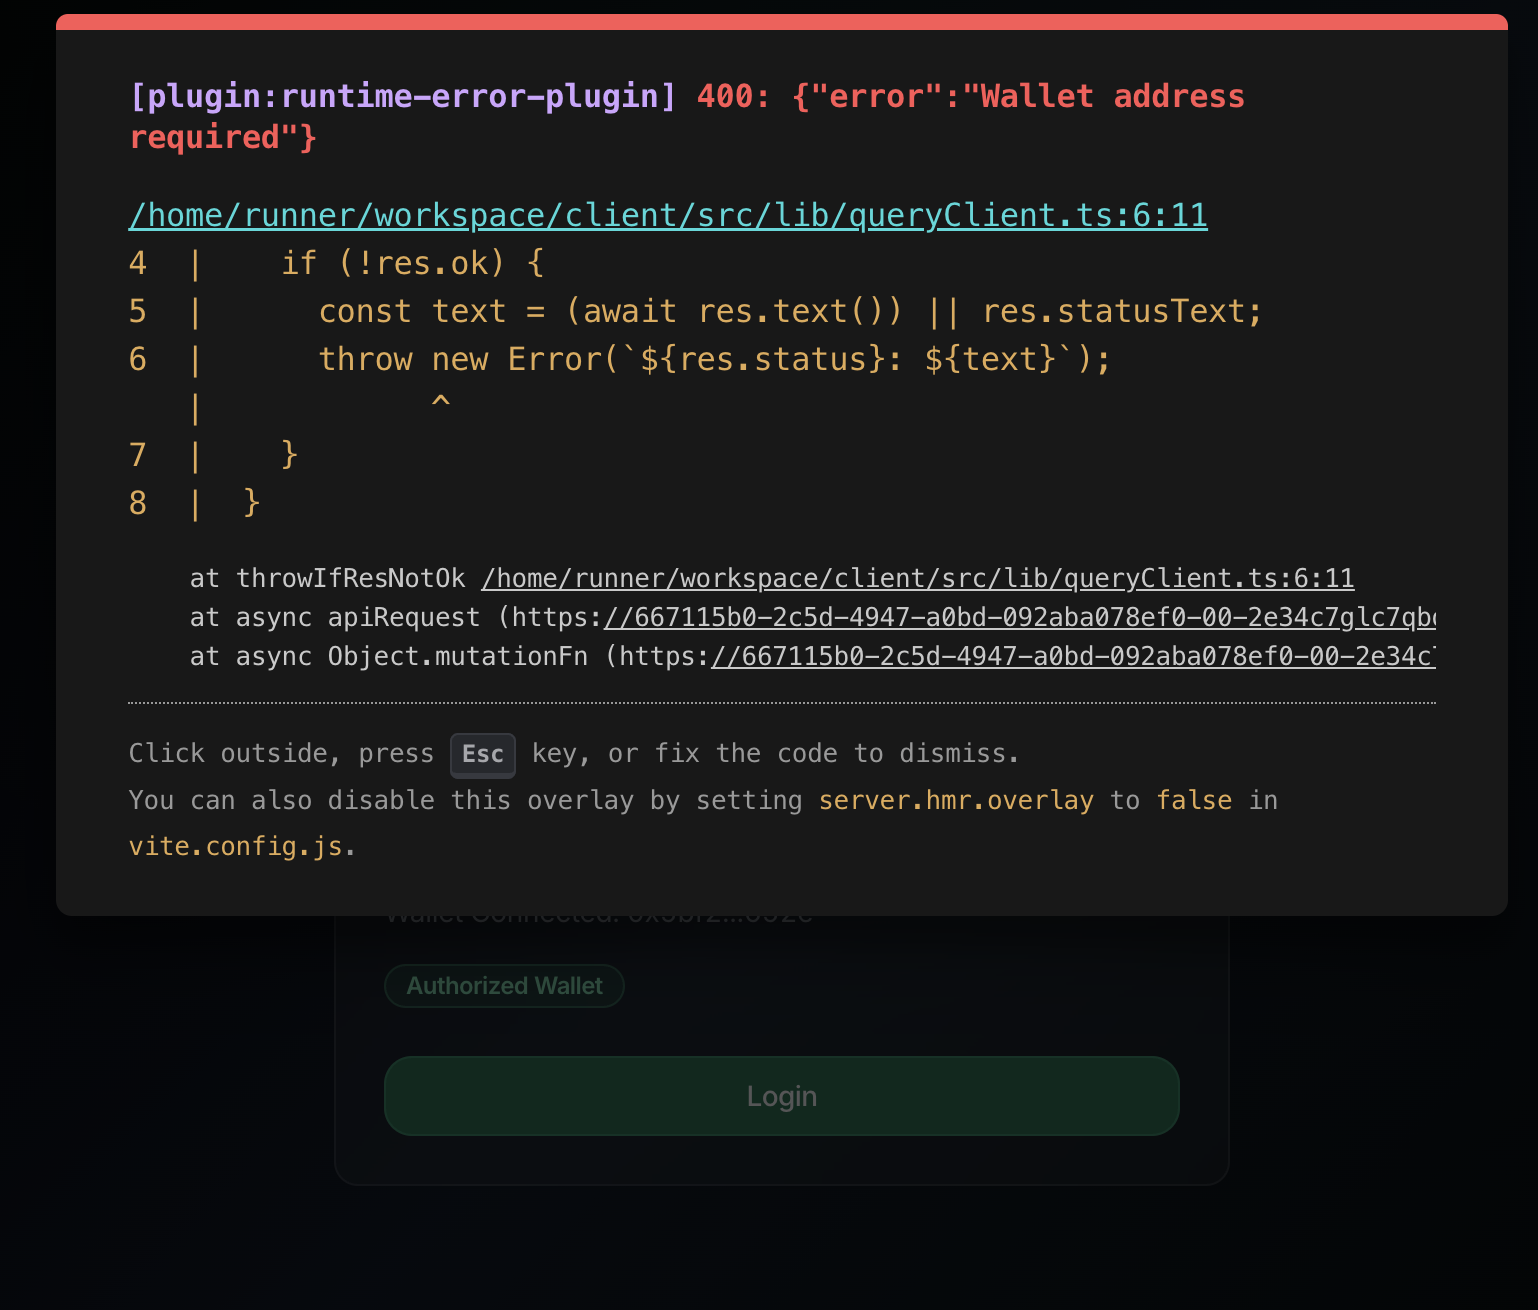 [plugin:runtime-error-plugin] 400: {"error":"Wallet address
required"}
/home/runner/workspace/client/src/lib/queryClient.ts:6:11
4  |    if (!res.ok) {
5  |      const text = (await res.text()) || res.statusText;
6  |      throw new Error(`${res.status}: ${text}`);
   |            ^
7  |    }
8  |  }
at throwIfResNotOk /home/runner/workspace/client/src/lib/queryClient.ts:6:11
at async apiRequest (https://667115b0-2c5d-4947-a0bd-092aba078ef0-00-2e34c7glc7qb
at async Object.mutationFn (https://667115b0-2c5d-4947-a0bd-092aba078ef0-00-2e34c
Click outside, press Esc key, or fix the code to dismiss.
You can also disable this overlay by setting server.hmr.overlay to false in
vite.config.js.
Wallet Connected:
Authorized Wallet
Login